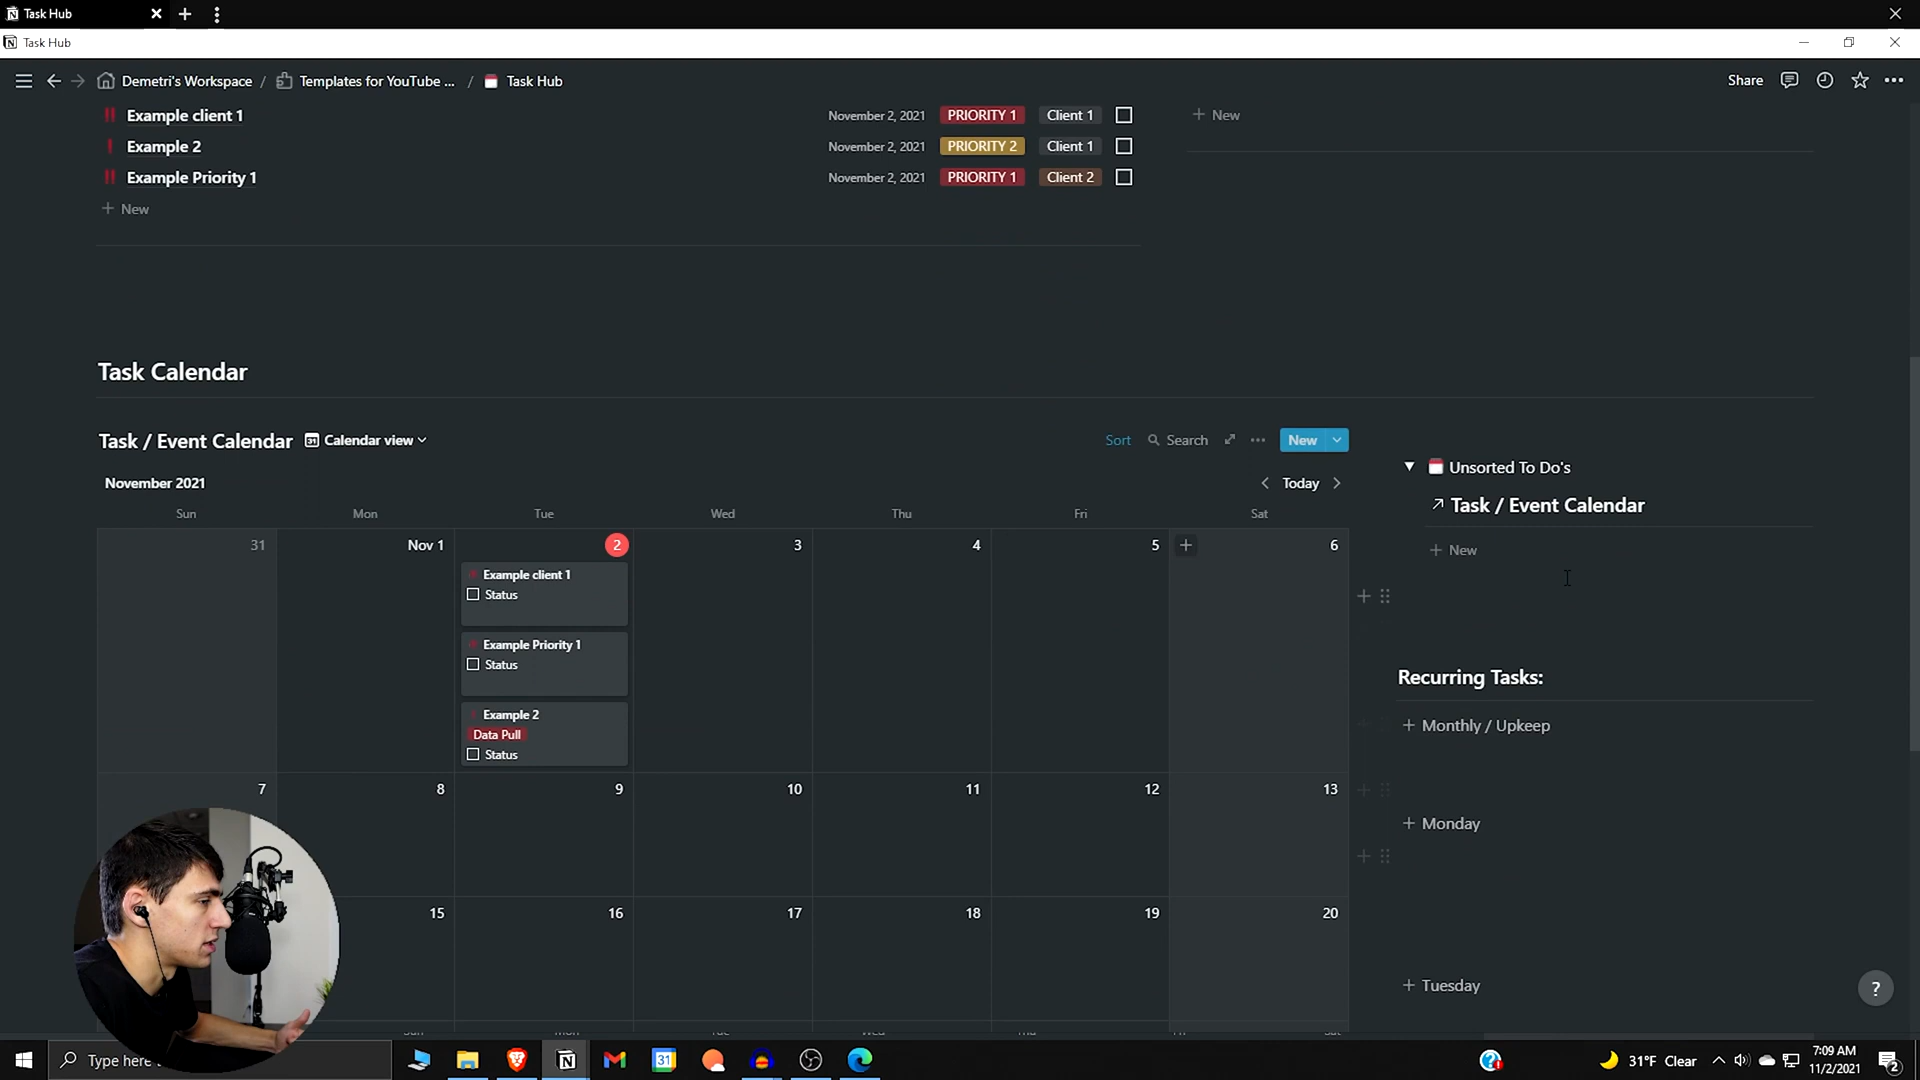 Task Hub
Task Hub
Demetri's Workspace / Templates for YouTube ... / Task Hub
Share
Example client 1 November 2, 2021 PRIORITY 1 Client 1
Example 2 November 2, 2021 PRIORITY 2 Client 1
Example Priority 1 November 2, 2021 PRIORITY 1 Client 2
+ New
+ New
Task Calendar
Task / Event Calendar Calendar view
Sort Search New
November 2021
Today
Sun Mon Tue Wed Thu Fri Sat
31 Nov 1 2 3 4 5 6
Example client 1
Status
Example Priority 1
Status
Example 2
Data Pull
Status
7 8 9 10 11 12 13
15 16 17 18 19 20
Unsorted To Do's
Task / Event Calendar
+ New
Recurring Tasks:
+ Monthly / Upkeep
+ Monday
+ Tuesday
?
Type here
31
31°F Clear
7:09 AM
11/2/2021
2